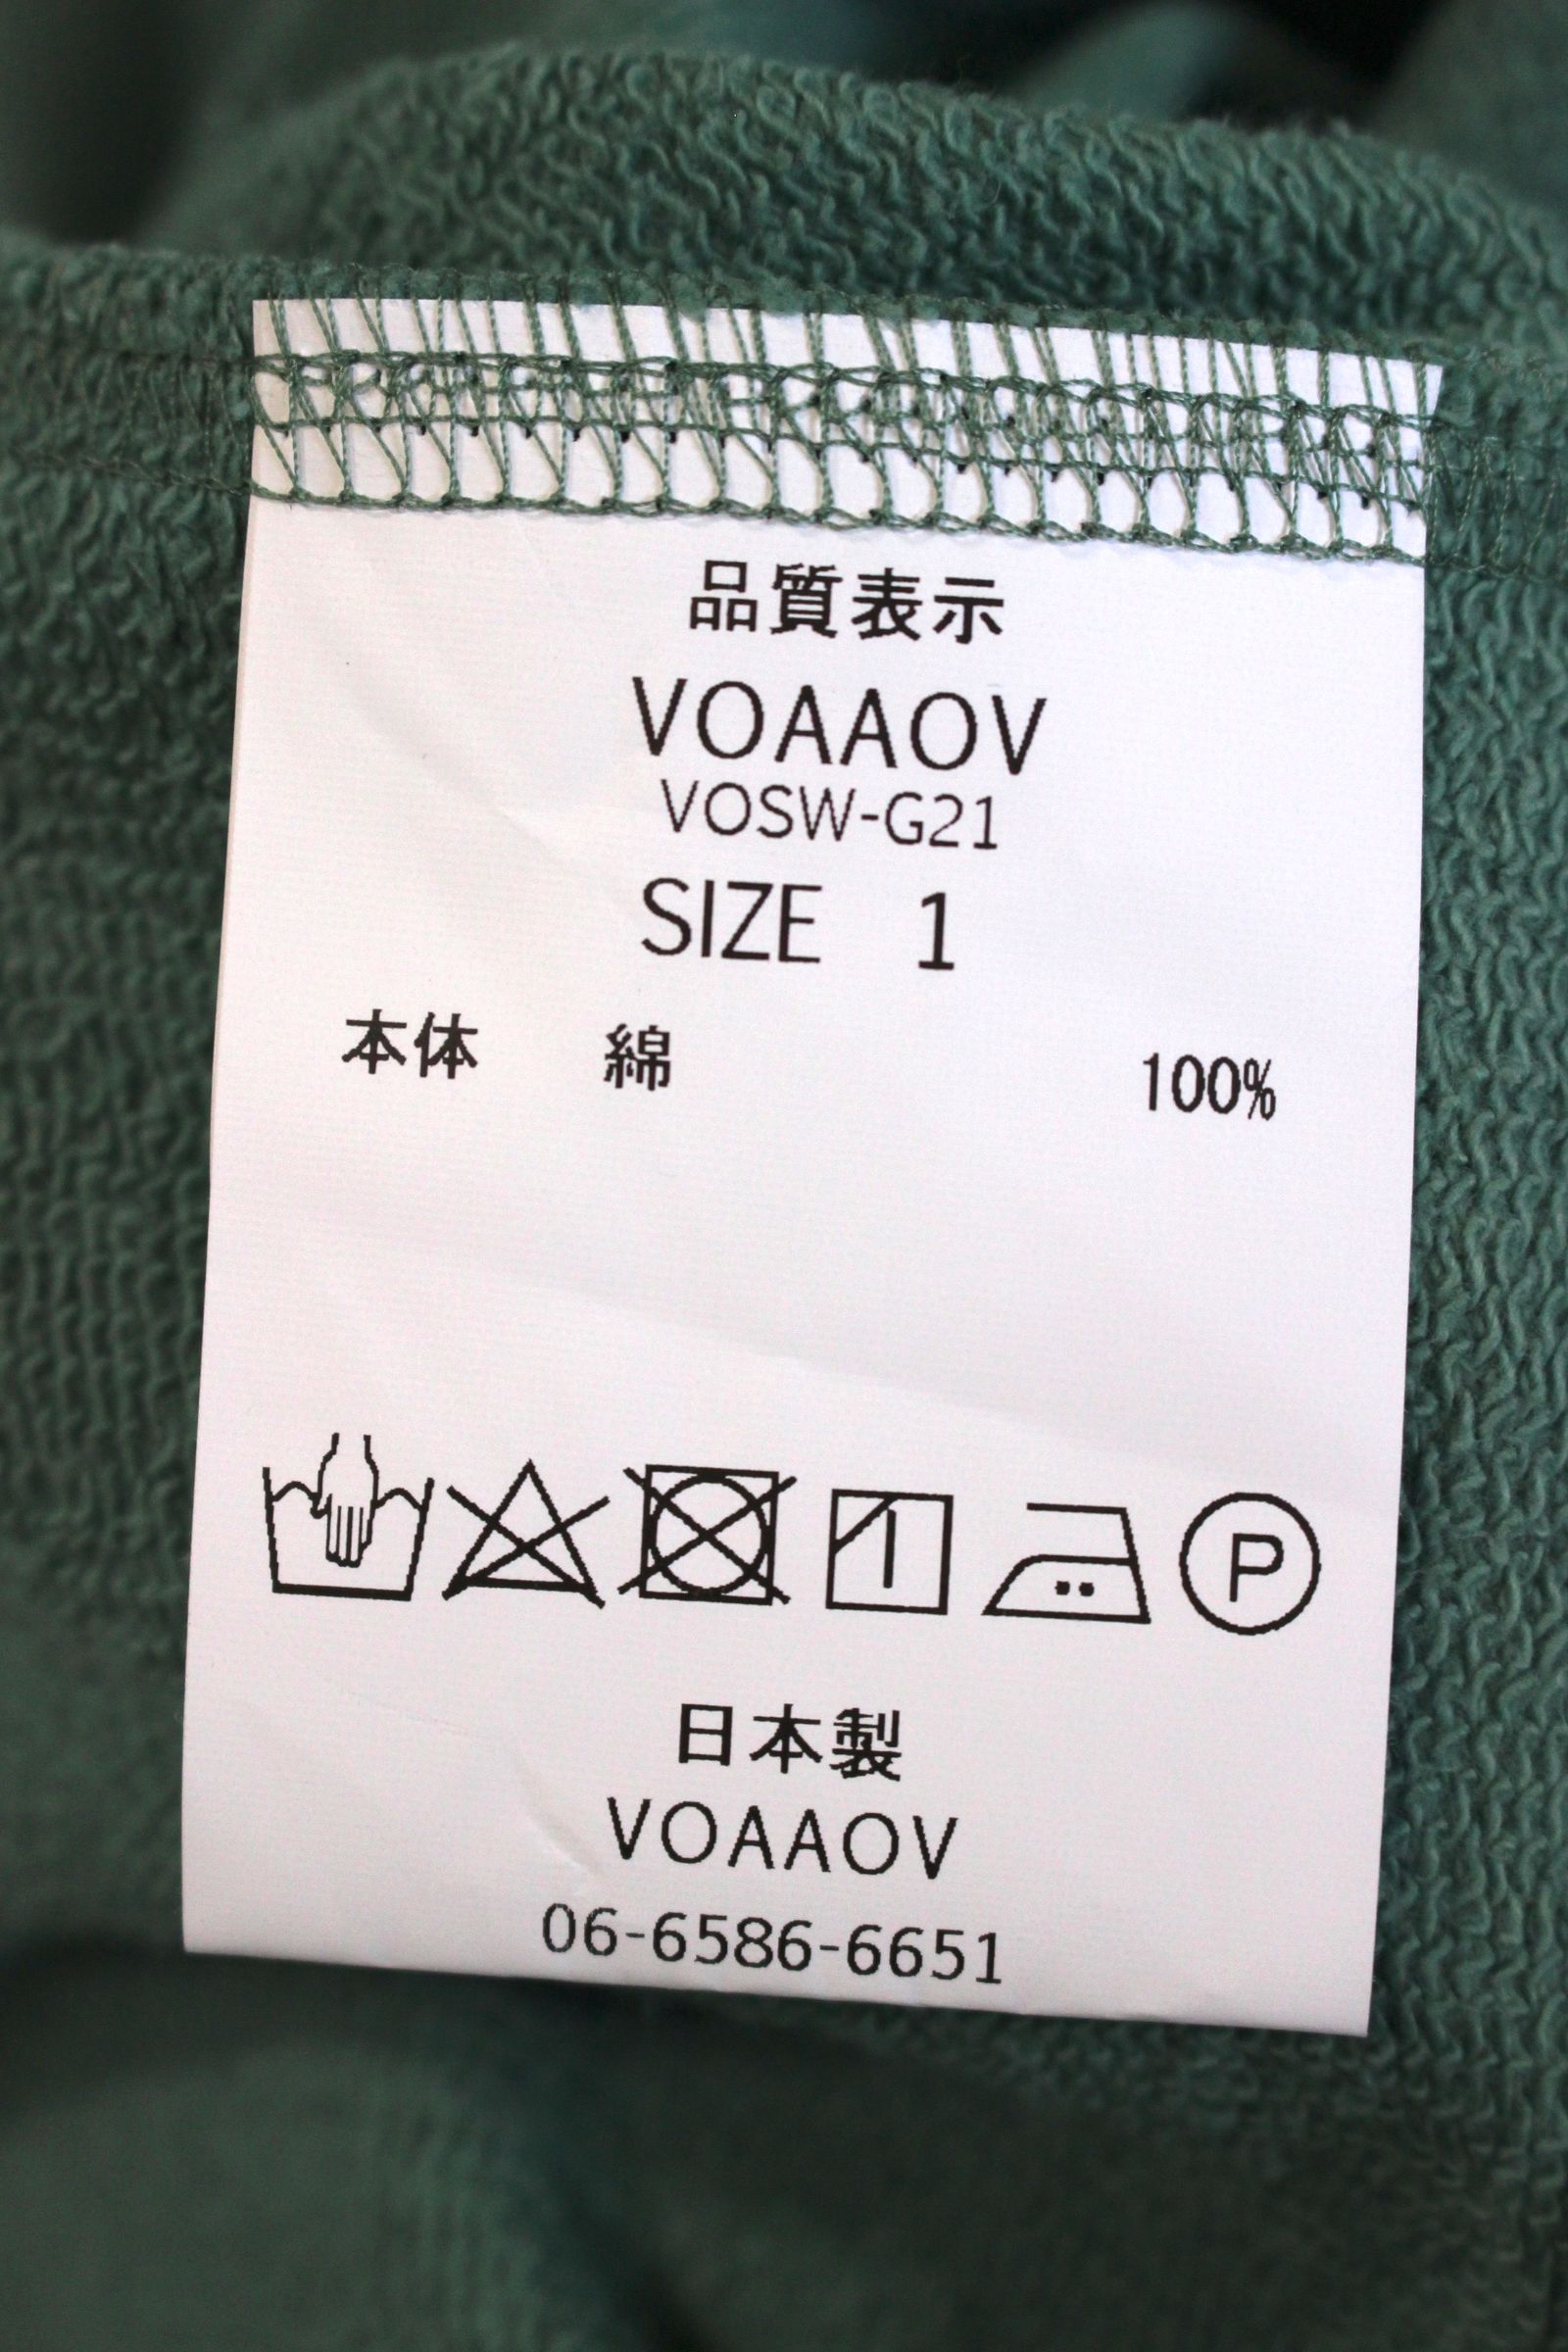 品質表示
VOAAOV
VOSW-G21
SIZE 1
本体 綿 100%
P
日本製
VOAAOV
06-6586-6651